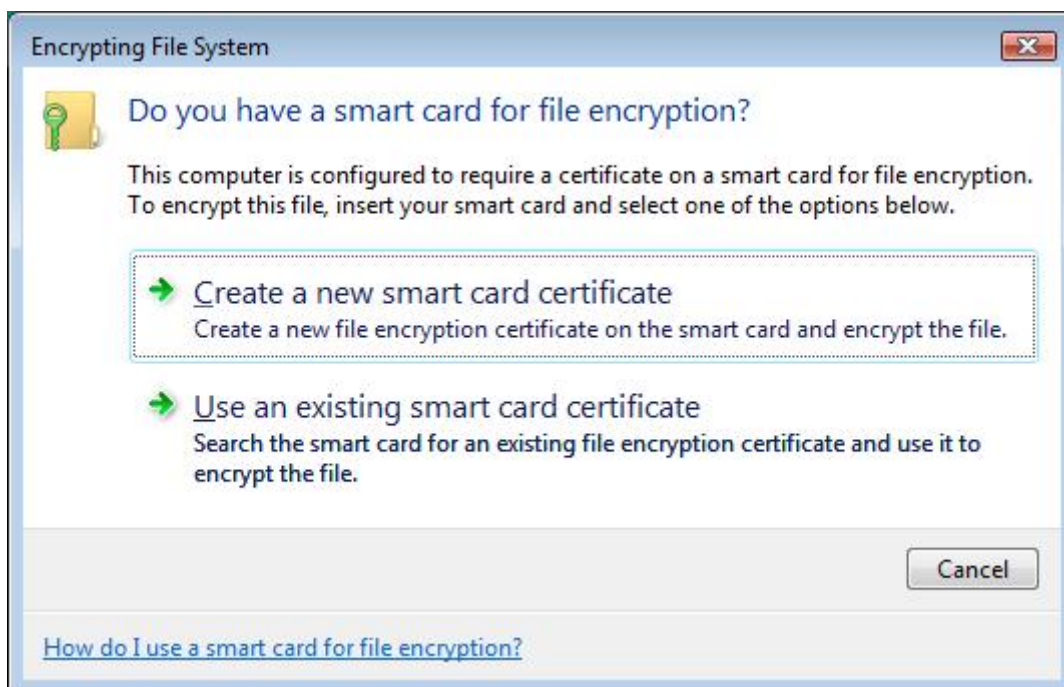 Encrypting File System
Do you have a smart card for file encryption?
This computer is configured to require a certificate on a smart card for file encryption.
To encrypt this file, insert your smart card and select one of the options below.
Create a new smart card certificate
Create a new file encryption certificate on the smart card and encrypt the file.
Use an existing smart card certificate
Search the smart card for an existing file encryption certificate and use it to
encrypt the file.
Cancel
How do I use a smart card for file encryption?